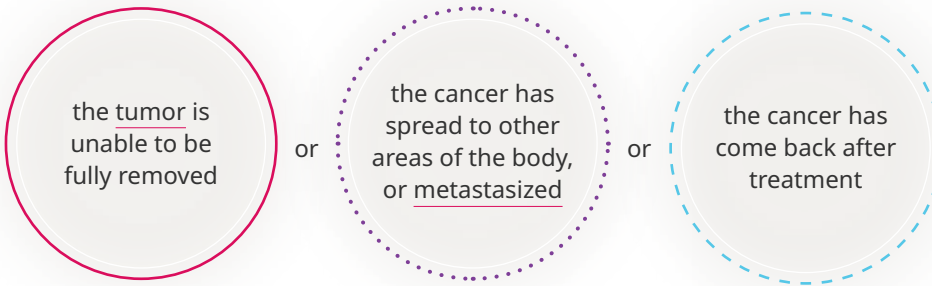 the tumor is
unable to be
fully removed
or
the cancer has
spread to other
areas of the body,
or metastasized
or
the cancer has
come back after
treatment